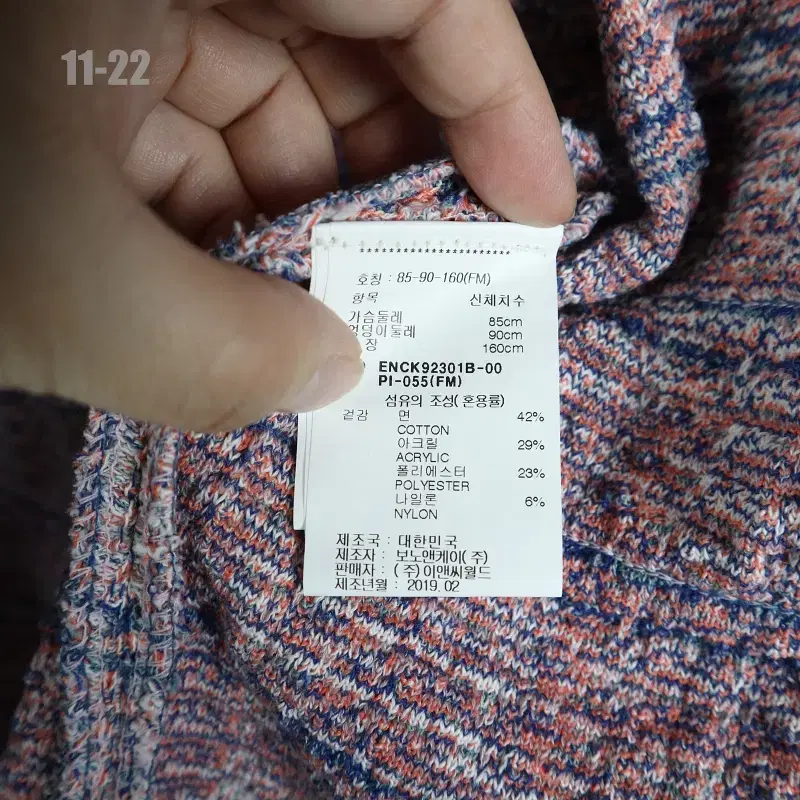 11-22
**********************
호칭 : 85-90-160(FM)
항목 신체치수
가슴둘레 85cm
엉덩이둘레 90cm
장 160cm
ENCK92301B-00
PI-055(FM)
섬유의 조성(혼용률)
겉감 면 42%
COTTON
아크릴 29%
ACRYLIC
폴리에스터 23%
POLYESTER
나일론 6%
NYLON
제조국 : 대한민국
제조자 : 보노앤케이(주)
판매자 : (주)이앤씨월드
제조년월 : 2019.02